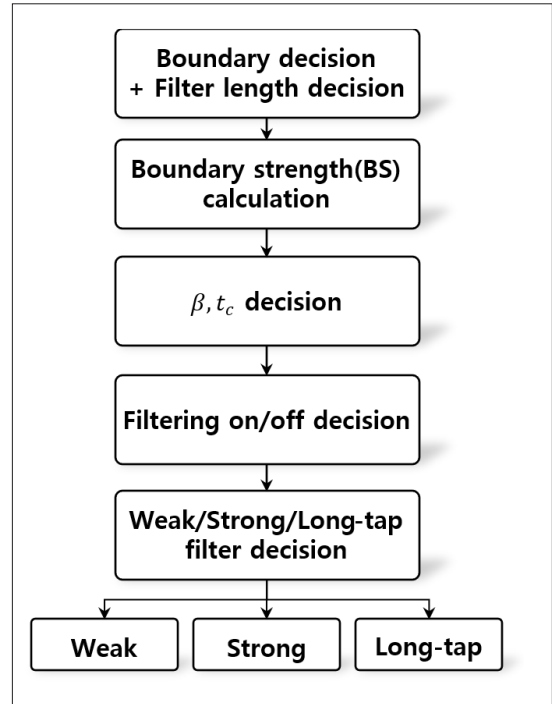 Boundary decision
+ Filter length decision
Boundary strength(BS)
calculation
β, t_c decision
Filtering on/off decision
Weak/Strong/Long-tap
filter decision
Weak
Strong
Long-tap